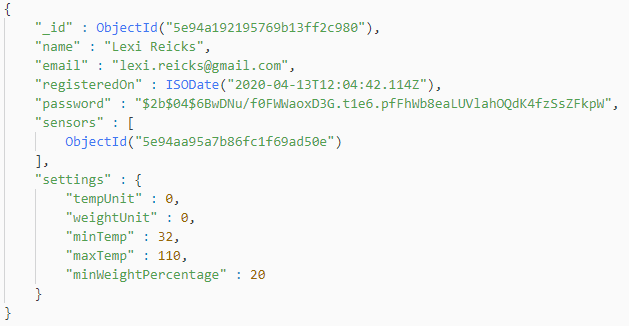 {
"_id" : ObjectId("5e94a192195769b13ff2c980"),
"name" : "Lexi Reicks",
"email" : "lexi.reicks@gmail.com",
"registeredOn" : ISODate("2020-04-13T12:04:42.114Z"),
"password" : "$2b$04$6BwDNu/f0FWWaoxD3G.t1e6.pfFhWb8eaLUVlahOQdK4fzSsZFkpW",
"sensors" : [
ObjectId("5e94aa95a7b86fc1f69ad50e")
],
"settings" : {
"tempUnit" : 0,
"weightUnit" : 0,
"minTemp" : 32,
"maxTemp" : 110,
"minWeightPercentage" : 20
}
}